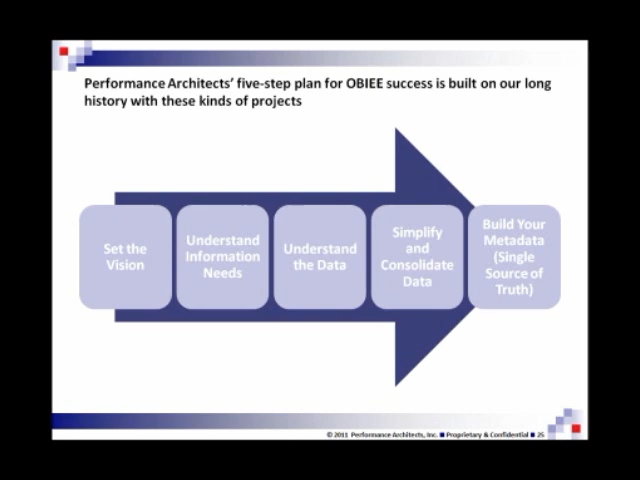 Performance Architects' five-step plan for OBIEE success is built on our long
history with these kinds of projects
Set the
Vision
Understand
Information
Needs
Understand
the Data
Simplify
and
Consolidate
Data
Build Your
Metadata
(Single
Source of
Truth)
© 2011 Performance Architects, Inc. ■ Proprietary & Confidential ■ 25